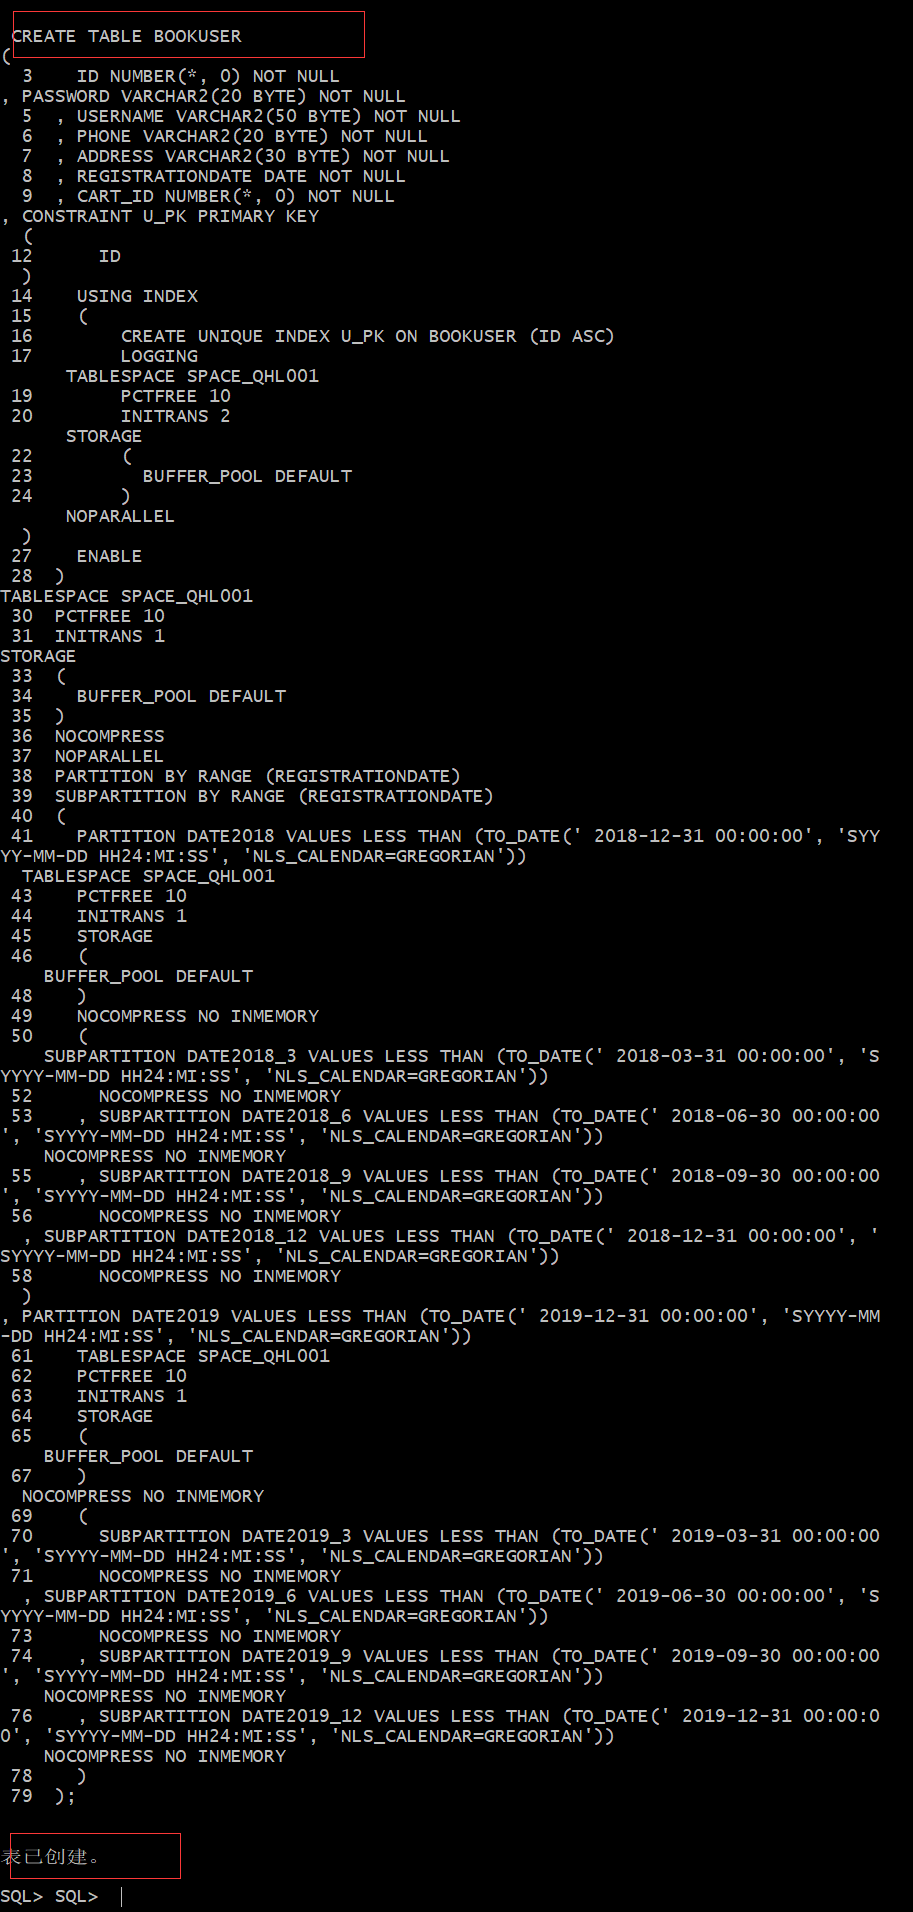 CREATE TABLE BOOKUSER
(
3    ID NUMBER(*, 0) NOT NULL
, PASSWORD VARCHAR2(20 BYTE) NOT NULL
5  , USERNAME VARCHAR2(50 BYTE) NOT NULL
6  , PHONE VARCHAR2(20 BYTE) NOT NULL
7  , ADDRESS VARCHAR2(30 BYTE) NOT NULL
8  , REGISTRATIONDATE DATE NOT NULL
9  , CART_ID NUMBER(*, 0) NOT NULL
, CONSTRAINT U_PK PRIMARY KEY
(
12      ID
)
14    USING INDEX
15    (
16        CREATE UNIQUE INDEX U_PK ON BOOKUSER (ID ASC)
17        LOGGING
TABLESPACE SPACE_QHL001
19        PCTFREE 10
20        INITRANS 2
STORAGE
22        (
23          BUFFER_POOL DEFAULT
24        )
NOPARALLEL
)
27    ENABLE
28  )
TABLESPACE SPACE_QHL001
30  PCTFREE 10
31  INITRANS 1
STORAGE
33  (
34    BUFFER_POOL DEFAULT
35  )
36  NOCOMPRESS
37  NOPARALLEL
38  PARTITION BY RANGE (REGISTRATIONDATE)
39  SUBPARTITION BY RANGE (REGISTRATIONDATE)
40  (
41    PARTITION DATE2018 VALUES LESS THAN (TO_DATE(' 2018-12-31 00:00:00', 'SYY
YY-MM-DD HH24:MI:SS', 'NLS_CALENDAR=GREGORIAN'))
TABLESPACE SPACE_QHL001
43    PCTFREE 10
44    INITRANS 1
45    STORAGE
46    (
BUFFER_POOL DEFAULT
48    )
49    NOCOMPRESS NO INMEMORY
50    (
SUBPARTITION DATE2018_3 VALUES LESS THAN (TO_DATE(' 2018-03-31 00:00:00', 'S
YYYY-MM-DD HH24:MI:SS', 'NLS_CALENDAR=GREGORIAN'))
52      NOCOMPRESS NO INMEMORY
53    , SUBPARTITION DATE2018_6 VALUES LESS THAN (TO_DATE(' 2018-06-30 00:00:00
', 'SYYYY-MM-DD HH24:MI:SS', 'NLS_CALENDAR=GREGORIAN'))
NOCOMPRESS NO INMEMORY
55    , SUBPARTITION DATE2018_9 VALUES LESS THAN (TO_DATE(' 2018-09-30 00:00:00
', 'SYYYY-MM-DD HH24:MI:SS', 'NLS_CALENDAR=GREGORIAN'))
56      NOCOMPRESS NO INMEMORY
, SUBPARTITION DATE2018_12 VALUES LESS THAN (TO_DATE(' 2018-12-31 00:00:00', '
SYYYY-MM-DD HH24:MI:SS', 'NLS_CALENDAR=GREGORIAN'))
58      NOCOMPRESS NO INMEMORY
)
, PARTITION DATE2019 VALUES LESS THAN (TO_DATE(' 2019-12-31 00:00:00', 'SYYYY-MM
-DD HH24:MI:SS', 'NLS_CALENDAR=GREGORIAN'))
61    TABLESPACE SPACE_QHL001
62    PCTFREE 10
63    INITRANS 1
64    STORAGE
65    (
BUFFER_POOL DEFAULT
67    )
NOCOMPRESS NO INMEMORY
69    (
70      SUBPARTITION DATE2019_3 VALUES LESS THAN (TO_DATE(' 2019-03-31 00:00:00
', 'SYYYY-MM-DD HH24:MI:SS', 'NLS_CALENDAR=GREGORIAN'))
71      NOCOMPRESS NO INMEMORY
, SUBPARTITION DATE2019_6 VALUES LESS THAN (TO_DATE(' 2019-06-30 00:00:00', 'S
YYYY-MM-DD HH24:MI:SS', 'NLS_CALENDAR=GREGORIAN'))
73      NOCOMPRESS NO INMEMORY
74    , SUBPARTITION DATE2019_9 VALUES LESS THAN (TO_DATE(' 2019-09-30 00:00:00
', 'SYYYY-MM-DD HH24:MI:SS', 'NLS_CALENDAR=GREGORIAN'))
NOCOMPRESS NO INMEMORY
76    , SUBPARTITION DATE2019_12 VALUES LESS THAN (TO_DATE(' 2019-12-31 00:00:0
0', 'SYYYY-MM-DD HH24:MI:SS', 'NLS_CALENDAR=GREGORIAN'))
NOCOMPRESS NO INMEMORY
78    )
79  );
表已创建。
SQL> SQL>